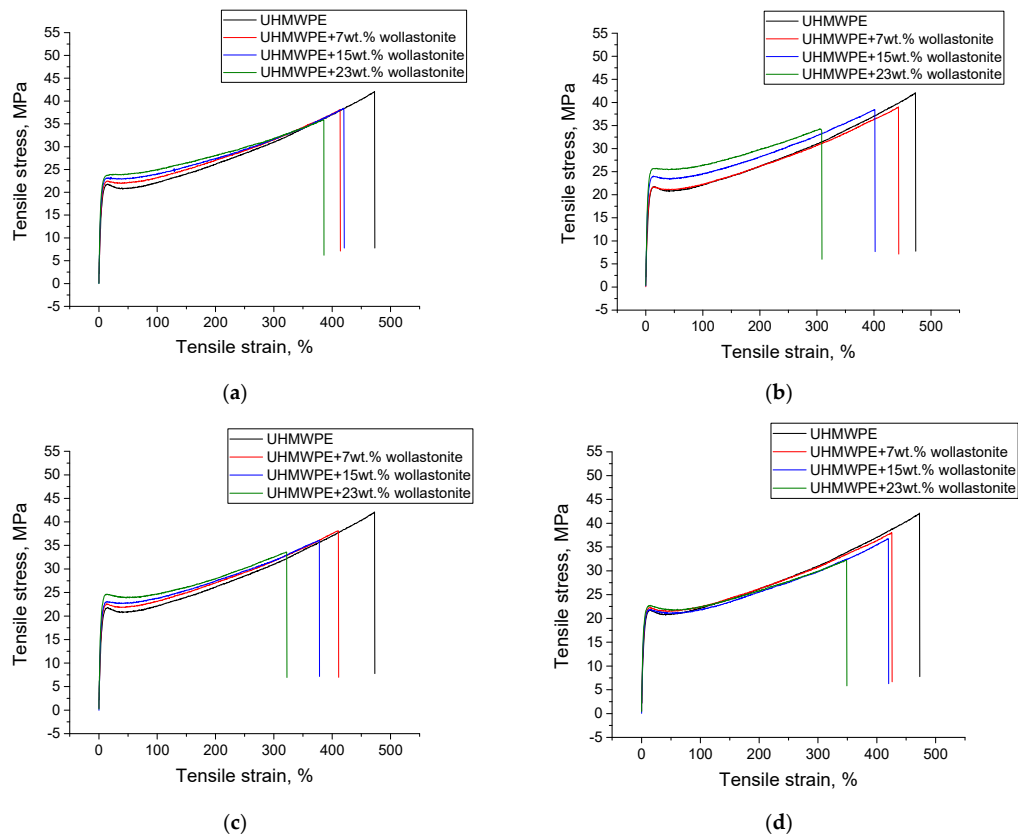 UHMWPE
UHMWPE+7wt.% wollastonite
UHMWPE+15wt.% wollastonite
UHMWPE+23wt.% wollastonite
Tensile stress, MPa
55
50
45
40
35
30
25
20
15
10
5
0
-5
0 100 200 300 400 500
Tensile strain, %
(a)
UHMWPE
UHMWPE+7wt.% wollastonite
UHMWPE+15wt.% wollastonite
UHMWPE+23wt.% wollastonite
Tensile stress, MPa
55
50
45
40
35
30
25
20
15
10
5
0
-5
0 100 200 300 400 500
Tensile strain, %
(b)
UHMWPE
UHMWPE+7wt.% wollastonite
UHMWPE+15wt.% wollastonite
UHMWPE+23wt.% wollastonite
Tensile stress, MPa
55
50
45
40
35
30
25
20
15
10
5
0
-5
0 100 200 300 400 500
Tensile strain, %
(c)
UHMWPE
UHMWPE+7wt.% wollastonite
UHMWPE+15wt.% wollastonite
UHMWPE+23wt.% wollastonite
Tensile stress, MPa
55
50
45
40
35
30
25
20
15
10
5
0
-5
0 100 200 300 400 500
Tensile strain, %
(d)